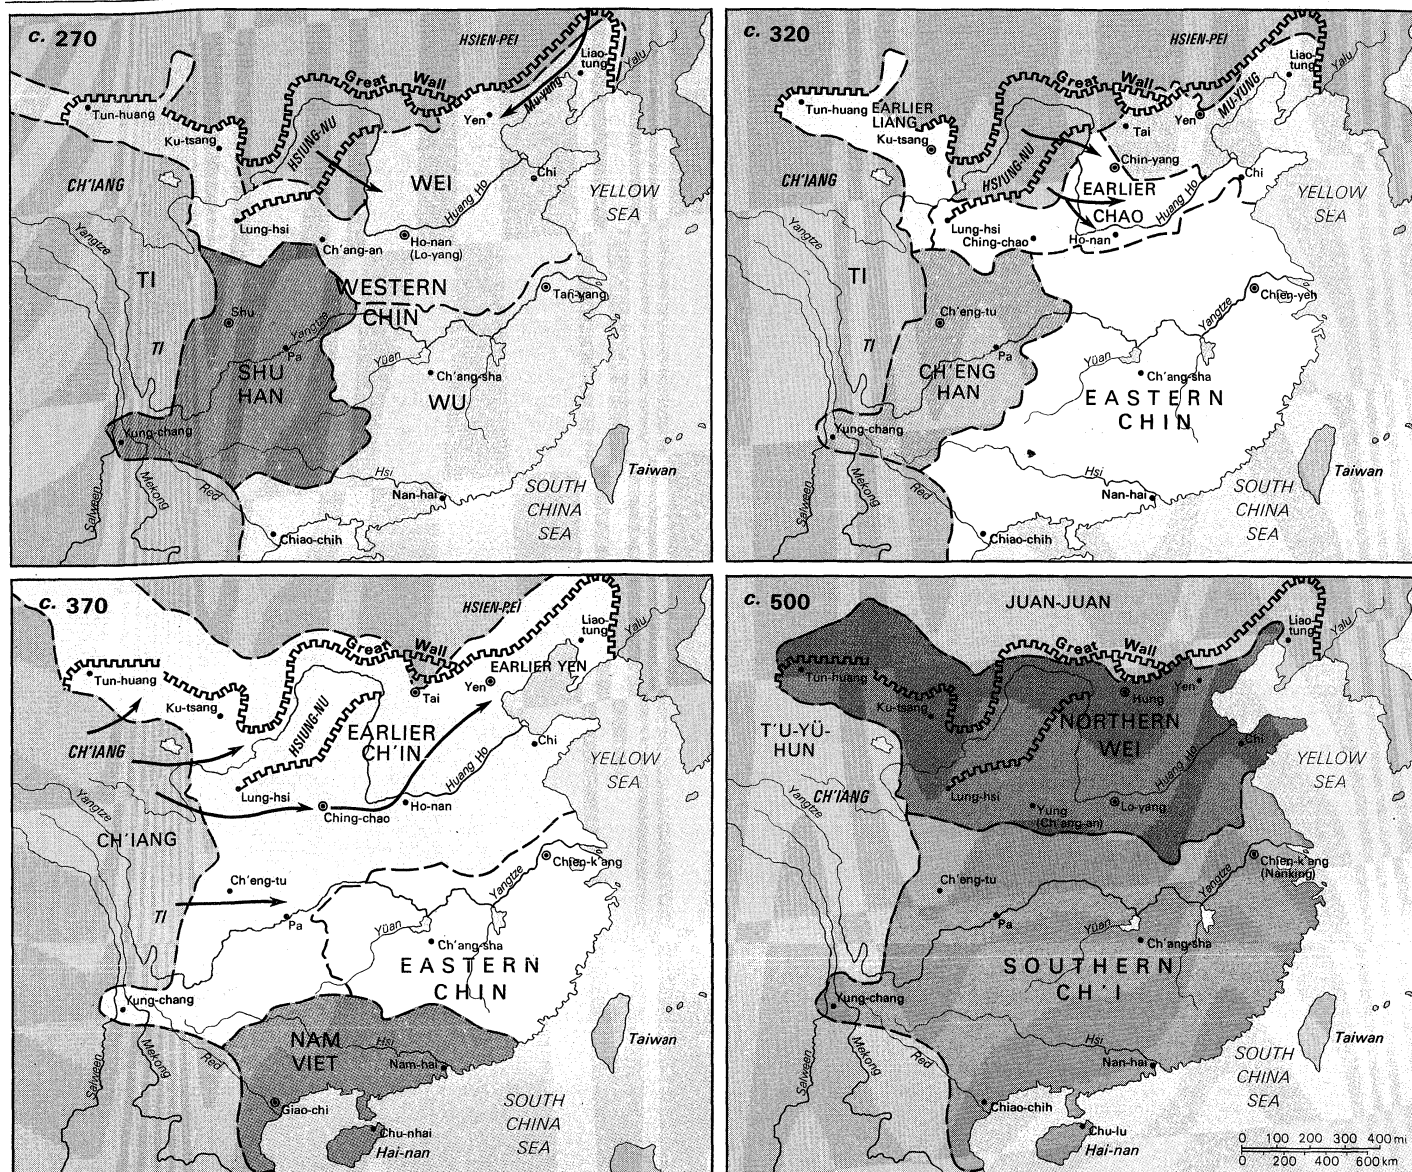 c. 270
HSIEN-PEI
Liao-
tung
Yalu
Great Wall
Mu-yung
Tun-huang
Yen
Ku-tsang
HSIUNG-NU
CH'IANG
WEI
Chi
YELLOW
SEA
Huang Ho
Lung-hsi
Ch'ang-an
Ho-nan
(Lo-yang)
Yangtze
TI
WESTERN
CHIN
Tan-yang
Shu
Yangtze
TI
Pa
Yüan
SHU
HAN
Ch'ang-sha
WU
Yung-chang
Hsi
Taiwan
Salween
Mekong
Red
Nan-hai
SOUTH
CHINA
SEA
Chiao-chih
c. 320
HSIEN-PEI
Liao-
tung
Yalu
Great Wall
MU-YUNG
Tun-huang
EARLIER
LIANG
Yen
Tai
Ku-tsang
HSIUNG-NU
Chin-yang
CH'IANG
Chi
EARLIER
CHAO
YELLOW
SEA
Huang Ho
Lung-hsi
Ching-chao
Ho-nan
Yangtze
TI
Chien-yeh
Ch'eng-tu
Yangtze
TI
Pa
CH'ENG
HAN
Ch'ang-sha
EASTERN
CHIN
Yung-chang
Hsi
Taiwan
Salween
Mekong
Red
Nan-hai
SOUTH
CHINA
SEA
Chiao-chih
c. 370
HSIEN-PEI
Liao-
tung
Yalu
Great Wall
EARLIER YEN
Tun-huang
Tai
Yen
Ku-tsang
HSIUNG-NU
EARLIER
CH'IN
CH'IANG
Chi
YELLOW
SEA
Huang Ho
Lung-hsi
Ho-nan
Ching-chao
Yangtze
CH'IANG
Chien-k'ang
Ch'eng-tu
Yangtze
TI
Pa
Yüan
Ch'ang-sha
EASTERN
CHIN
Yung-chang
NAM
VIET
Hsi
Taiwan
Salween
Mekong
Red
Nam-hai
Giao-chi
SOUTH
CHINA
SEA
Chu-nhai
Hai-nan
c. 500
JUAN-JUAN
Liao-
tung
Yalu
Great Wall
Tun-huang
Yen
Hung
Ku-tsang
NORTHERN
WEI
T'U-YÜ-
HUN
Chi
YELLOW
SEA
Huang Ho
Lung-hsi
CH'IANG
Yung
(Ch'ang-an)
Lo-yang
Yangtze
Chien-k'ang
(Nanking)
Ch'eng-tu
Yangtze
Pa
Yüan
Ch'ang-sha
SOUTHERN
CH'I
Yung-chang
Hsi
Taiwan
Salween
Mekong
Red
Nan-hai
SOUTH
CHINA
SEA
Chiao-chih
Chu-lu
Hai-nan
0 100 200 300 400 mi
0 200 400 600 km